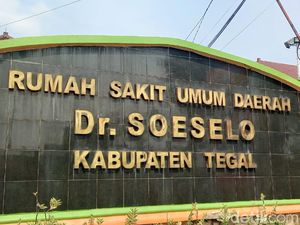 RUMAH SAKIT UMUM DAERAH
Dr. SOESELO
KABUPATEN TEGAL
detikcom